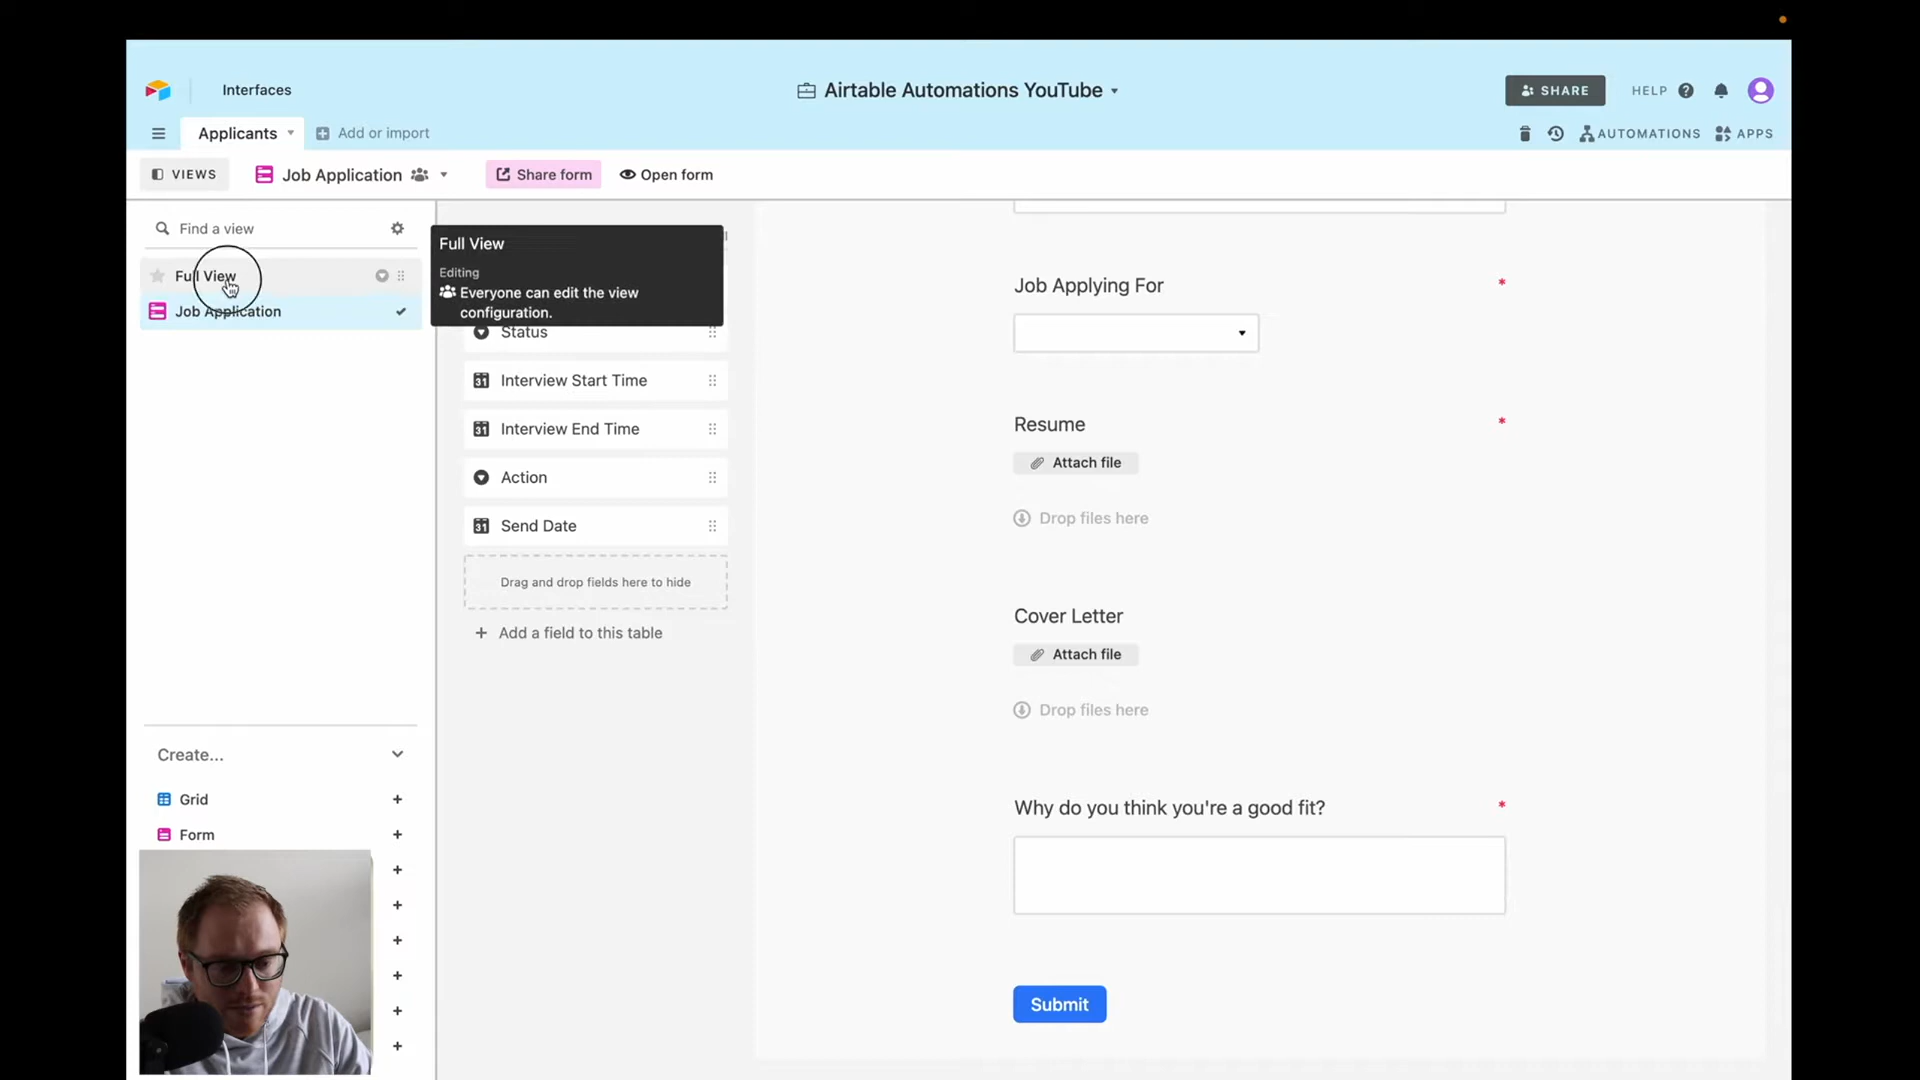 Interfaces
Airtable Automations YouTube
SHARE
HELP
Applicants
Add or import
AUTOMATIONS
APPS
VIEWS
Job Application
Share form
Open form
Find a view
Full View
Job Application
Full View
Editing
Everyone can edit the view
configuration.
Status
31 Interview Start Time
31 Interview End Time
Action
31 Send Date
Drag and drop fields here to hide
+ Add a field to this table
Job Applying For *
Resume *
Attach file
Drop files here
Cover Letter
Attach file
Drop files here
Why do you think you're a good fit? *
Submit
Create...
Grid +
Form +
+
+
+
+
+
+